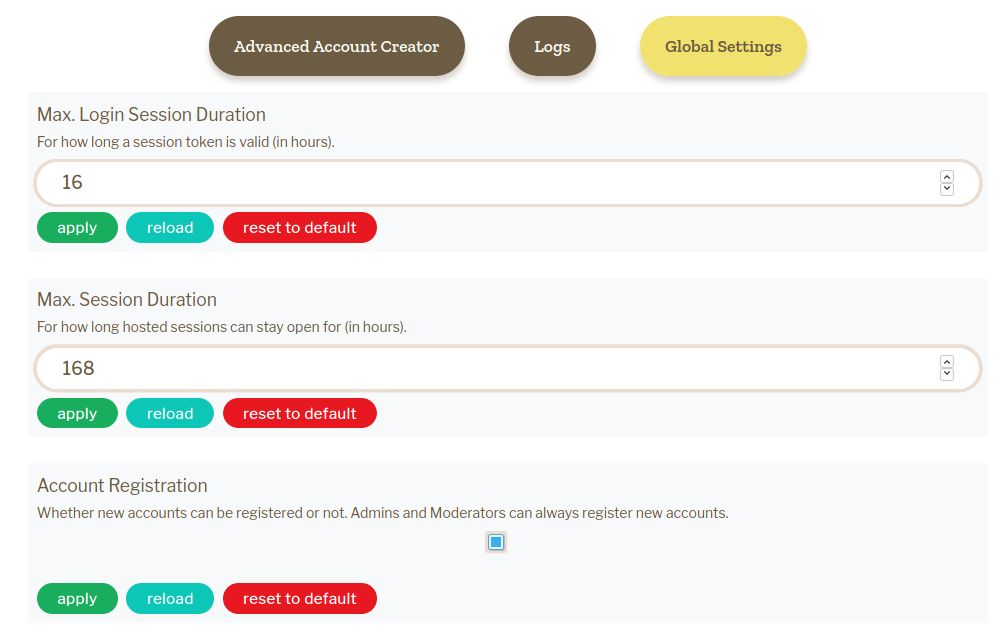 Advanced Account Creator Logs Global Settings
Max. Login Session Duration
For how long a session token is valid (in hours).
16
apply reload reset to default
Max. Session Duration
For how long hosted sessions can stay open for (in hours).
168
apply reload reset to default
Account Registration
Whether new accounts can be registered or not. Admins and Moderators can always register new accounts.
apply reload reset to default